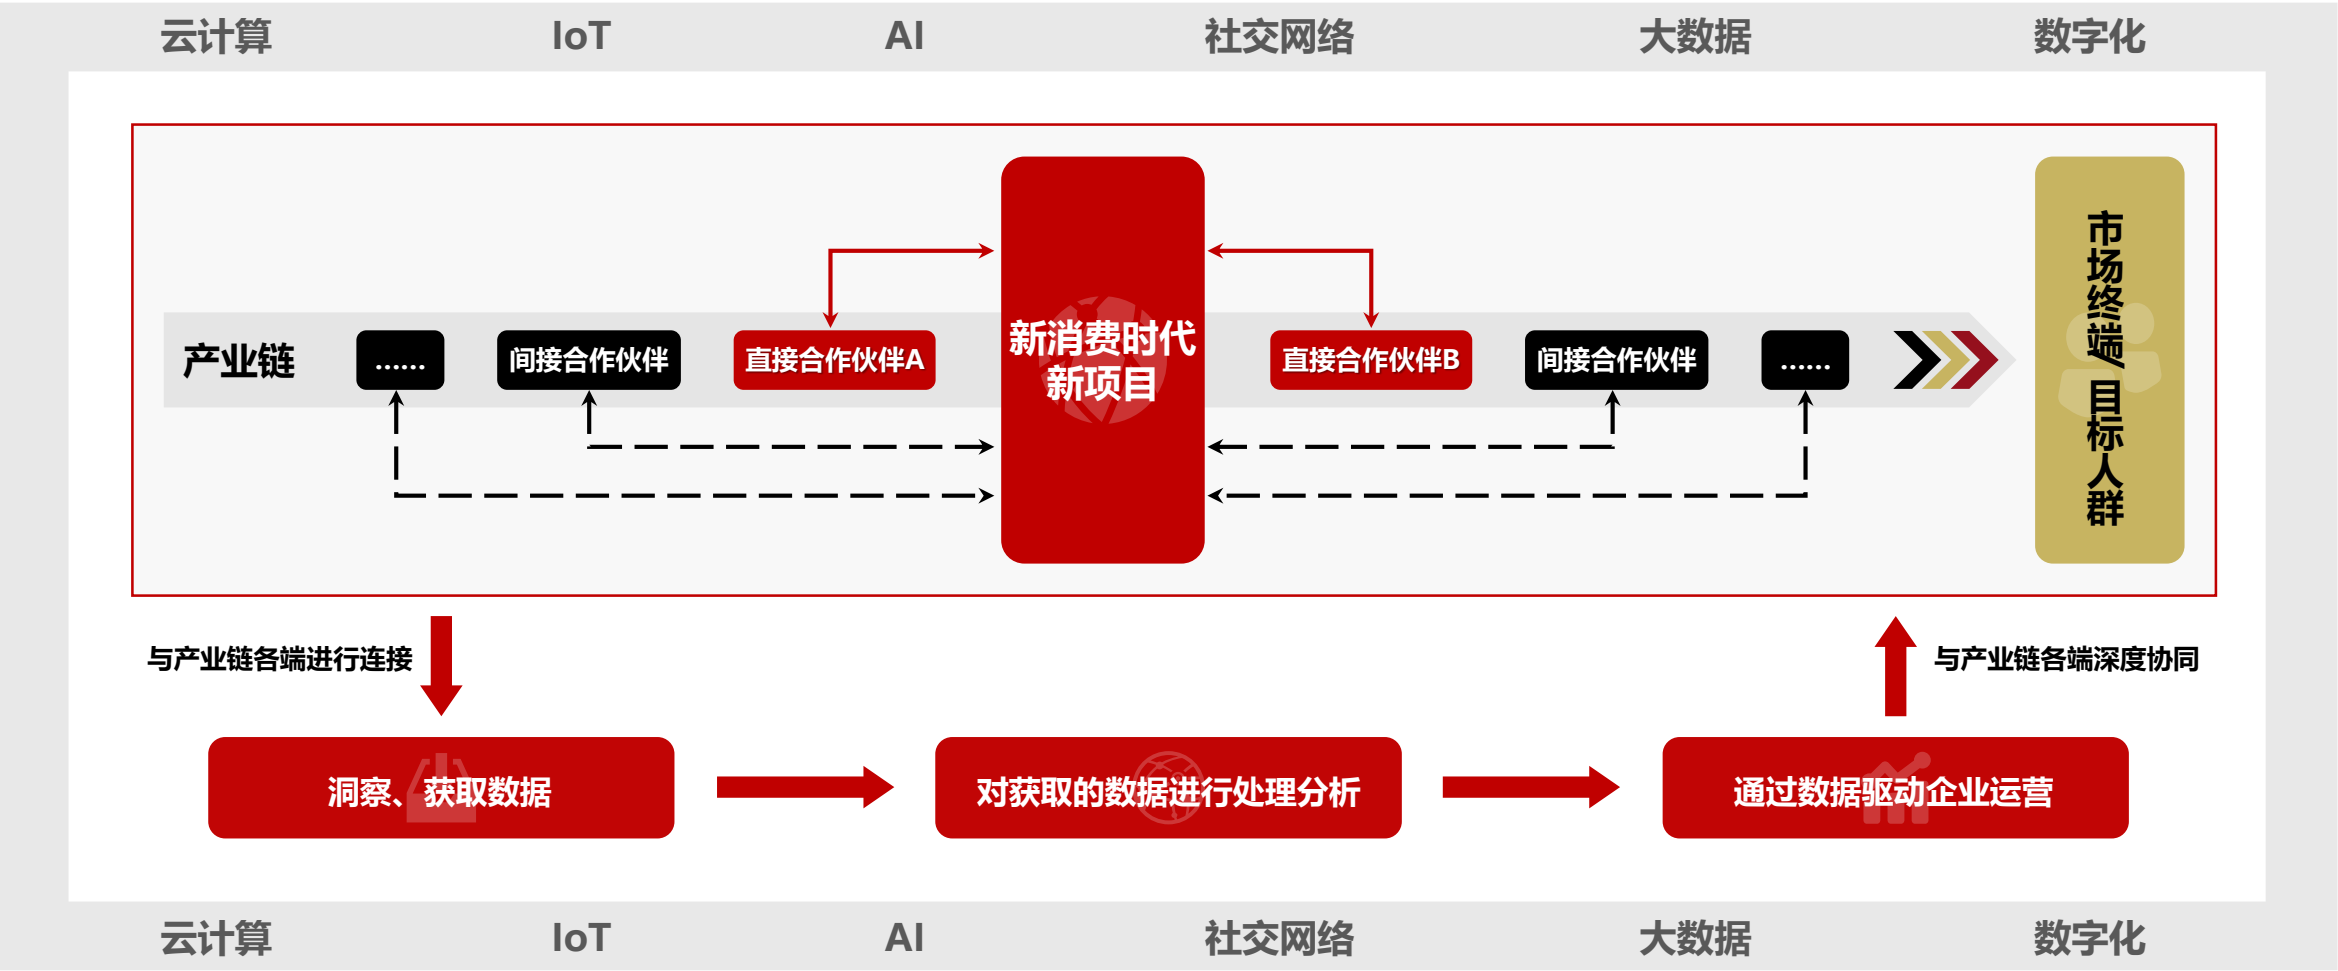 云计算 IoT AI 社交网络 大数据 数字化
产业链
......
间接合作伙伴
直接合作伙伴A
新消费时代
新项目
直接合作伙伴B
间接合作伙伴
......
市场终端/目标人群
与产业链各端进行连接
与产业链各端深度协同
洞察、获取数据
对获取的数据进行处理分析
通过数据驱动企业运营
云计算 IoT AI 社交网络 大数据 数字化